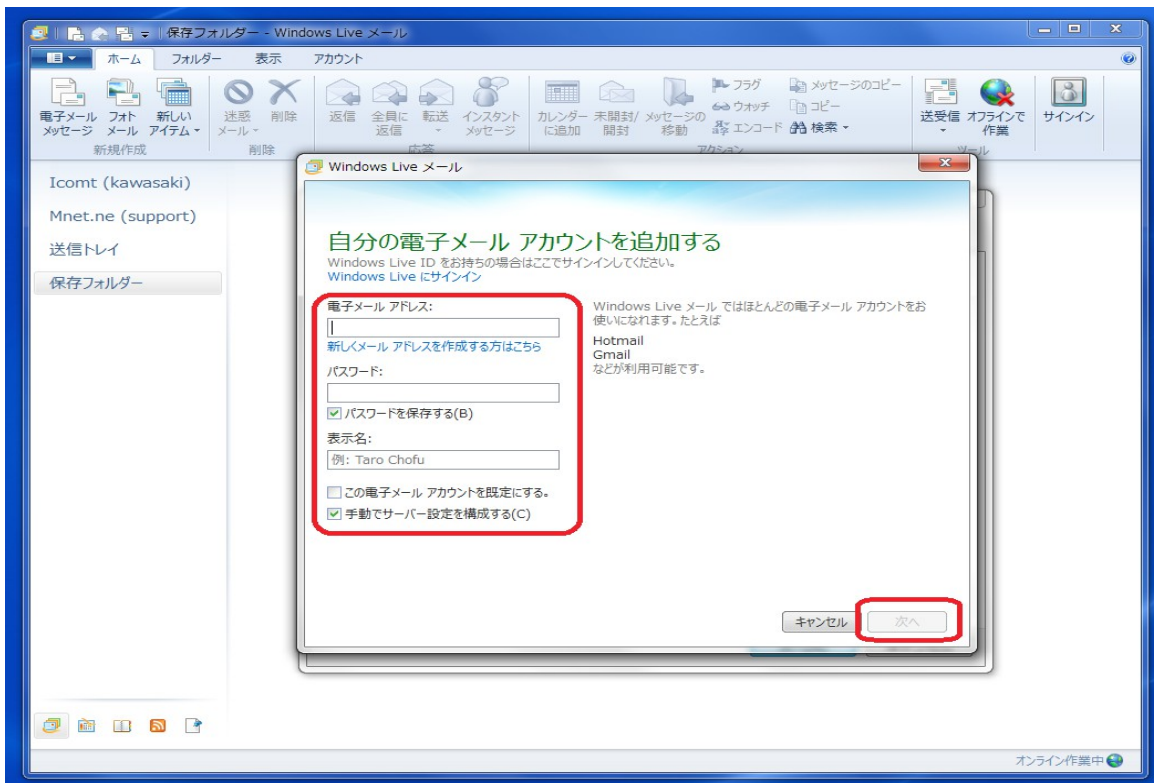 保存フォルダー - Windows Live メール
ホーム フォルダー 表示 アカウント
電子メール メッセージ
フォト メール
新しい アイテム
新規作成
迷惑 メール
削除
削除
返信
全員に 返信
転送
インスタント メッセージ
応答
カレンダー に追加
未開封/ 開封
メッセージの 移動
フラグ
ウォッチ
エンコード
メッセージのコピー
コピー
検索
アクション
送受信
オフラインで 作業
ツール
サインイン
Icomt (kawasaki)
Mnet.ne (support)
送信トレイ
保存フォルダー
Windows Live メール
自分の電子メール アカウントを追加する
Windows Live ID をお持ちの場合はここでサインインしてください。
Windows Live にサインイン
電子メール アドレス:
新しくメール アドレスを作成する方はこちら
パスワード:
パスワードを保存する(B)
表示名:
例: Taro Chofu
この電子メール アカウントを既定にする。
手動でサーバー設定を構成する(C)
Windows Live メール ではほとんどの電子メール アカウントをお
使いになれます。たとえば
Hotmail
Gmail
などが利用可能です。
キャンセル
次へ
オンライン作業中